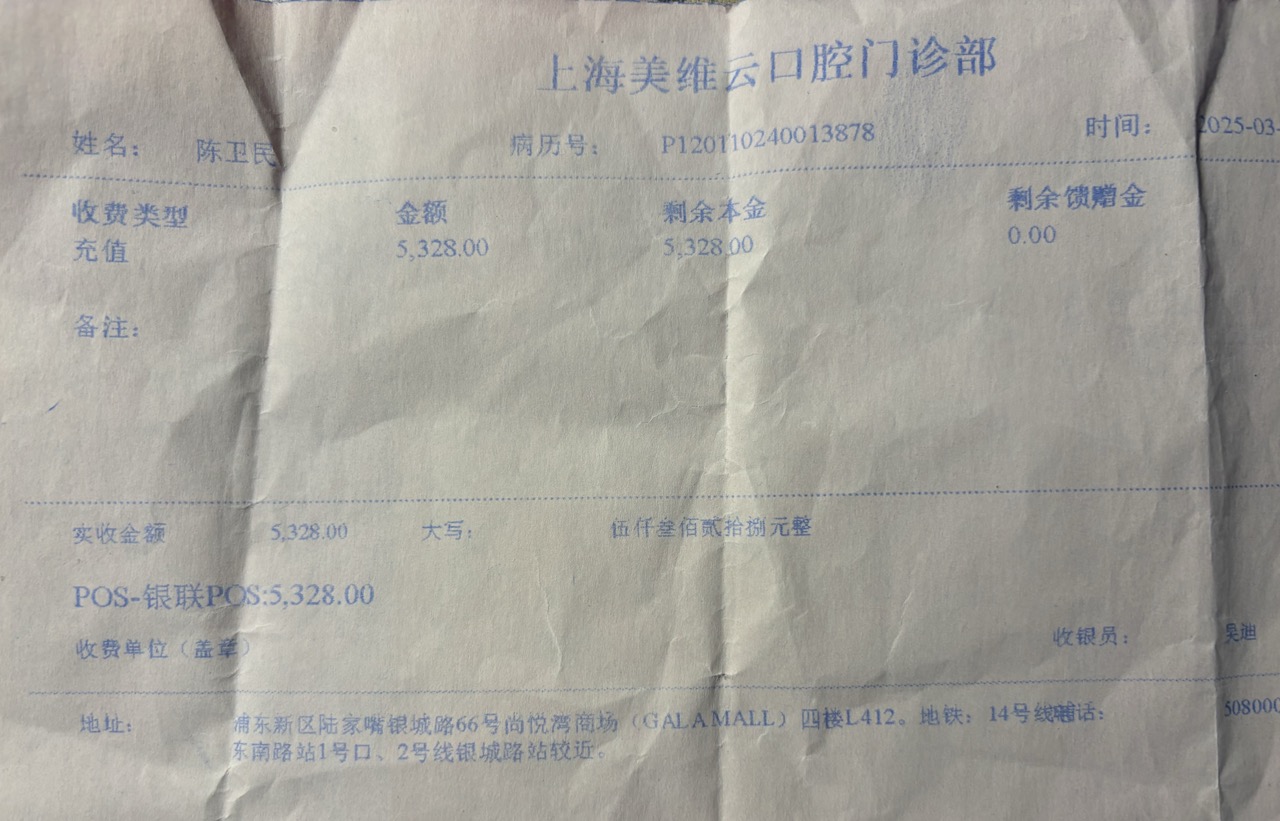 上海美维云口腔门诊部
姓名： 陈卫民 病历号： P120110240013878 时间： 2025-03-
收费类型 金额 剩余本金 剩余馈赠金
充值 5,328.00 5,328.00 0.00
备注：
实收金额 5,328.00 大写： 伍仟叁佰贰拾捌元整
POS-银联POS:5,328.00
收费单位（盖章） 收银员： 吴迪
地址： 浦东新区陆家嘴银城路66号尚悦湾商场（GALA MALL）四楼L412。地铁：14号线 电话： 508000
东南路站1号口、2号线银城路站较近。